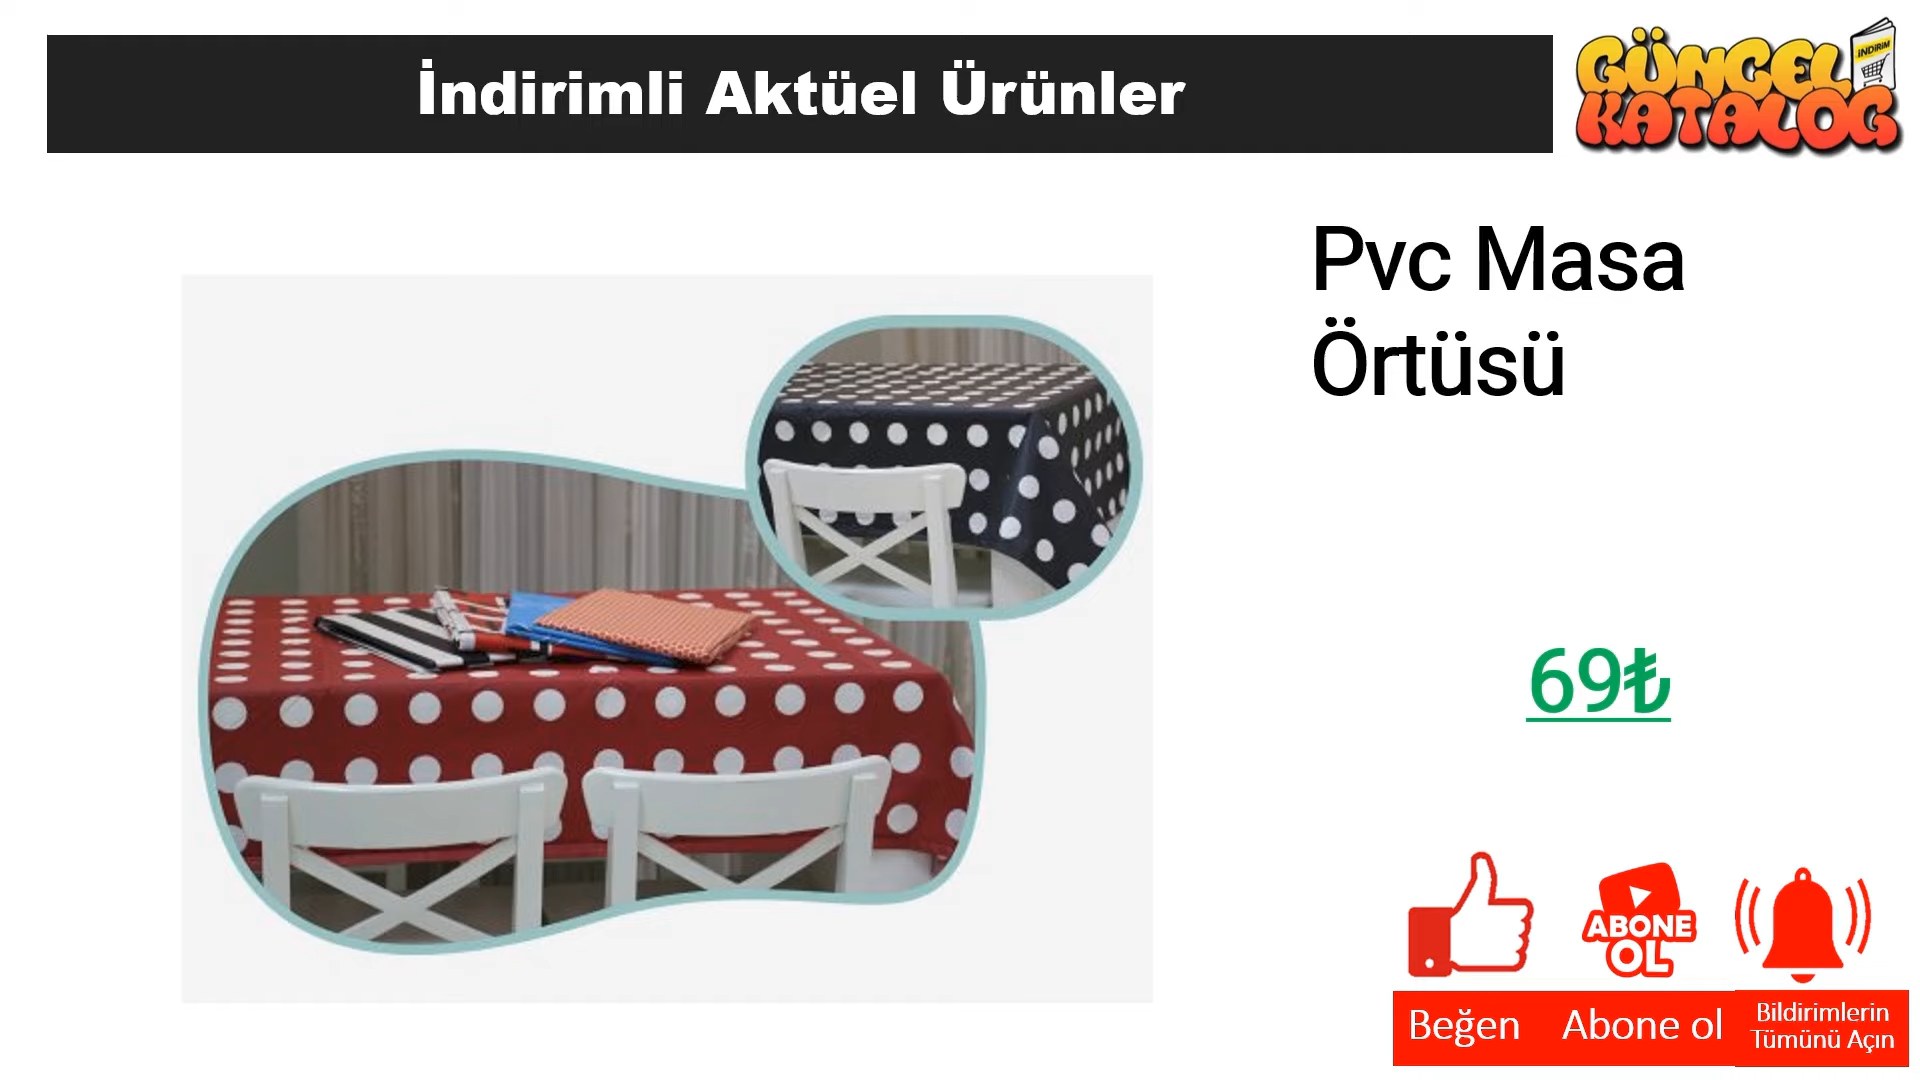 İndirimli Aktüel Ürünler
GÜNCEL
KATALOG
İNDİRİM
Pvc Masa
Örtüsü
69₺
ABONE
OL
Beğen
Abone ol
Bildirimlerin
Tümünü Açın